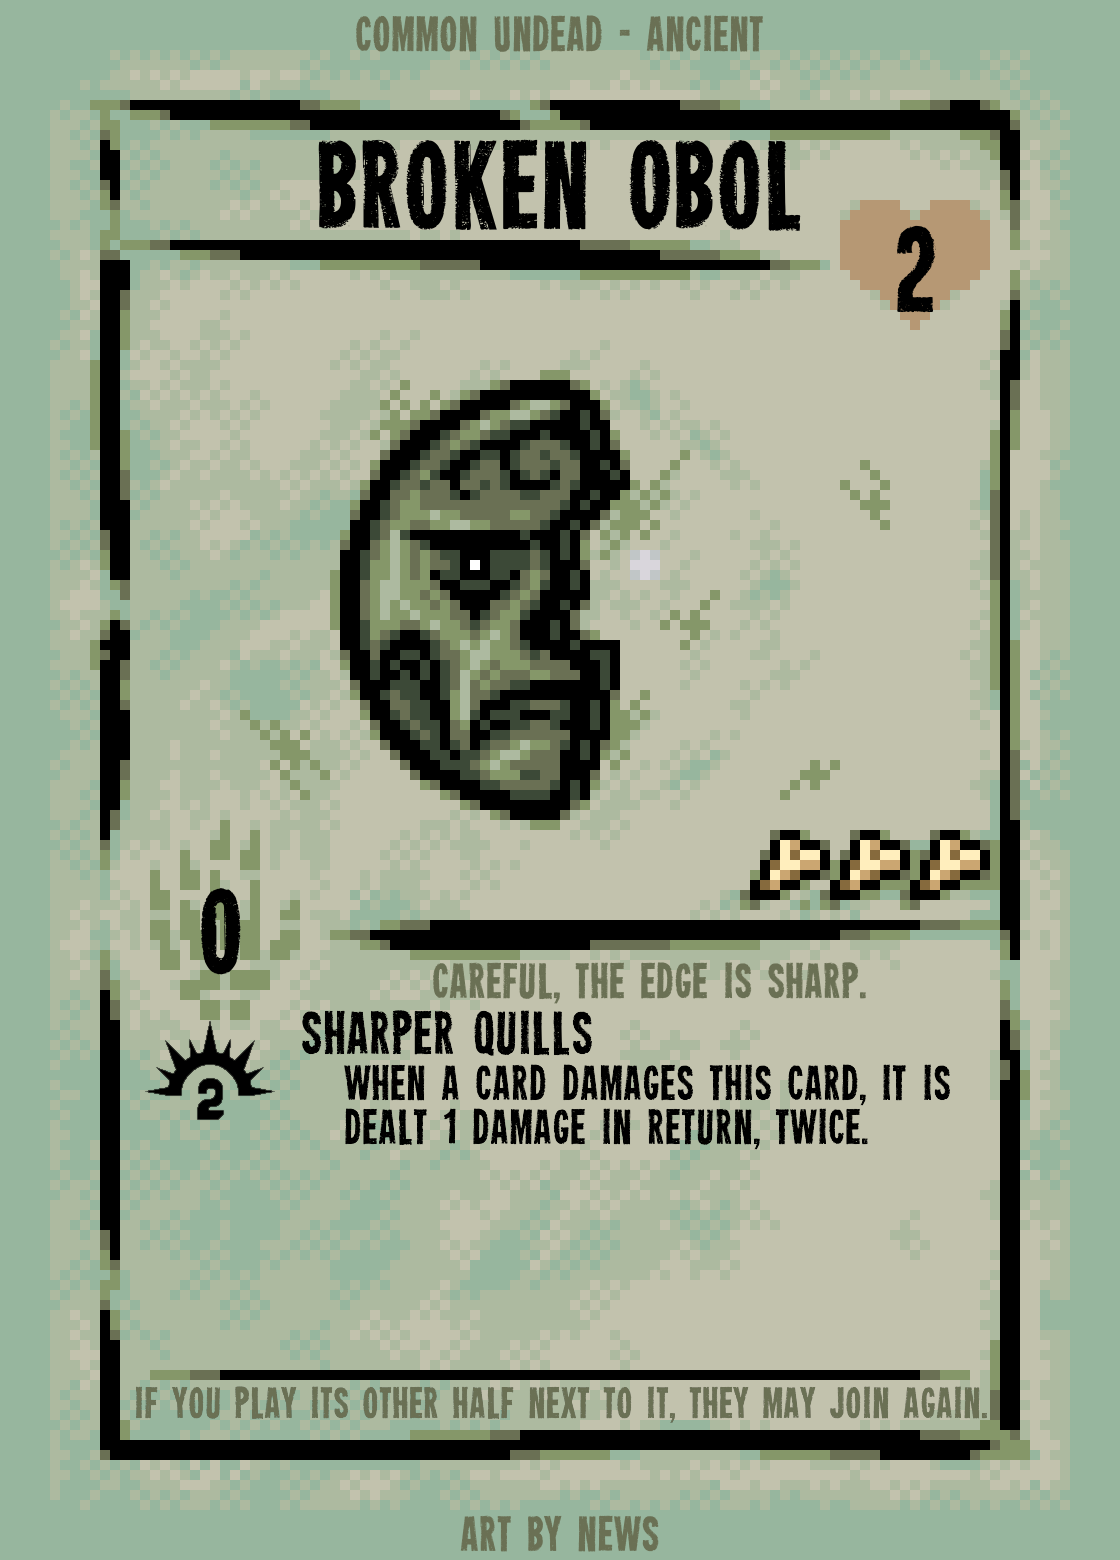 COMMON UNDEAD - ANCIENT
BROKEN OBOL
2
0
CAREFUL, THE EDGE IS SHARP.
SHARPER QUILLS
2
WHEN A CARD DAMAGES THIS CARD, IT IS
DEALT 1 DAMAGE IN RETURN, TWICE.
IF YOU PLAY ITS OTHER HALF NEXT TO IT, THEY MAY JOIN AGAIN.
ART BY NEWS